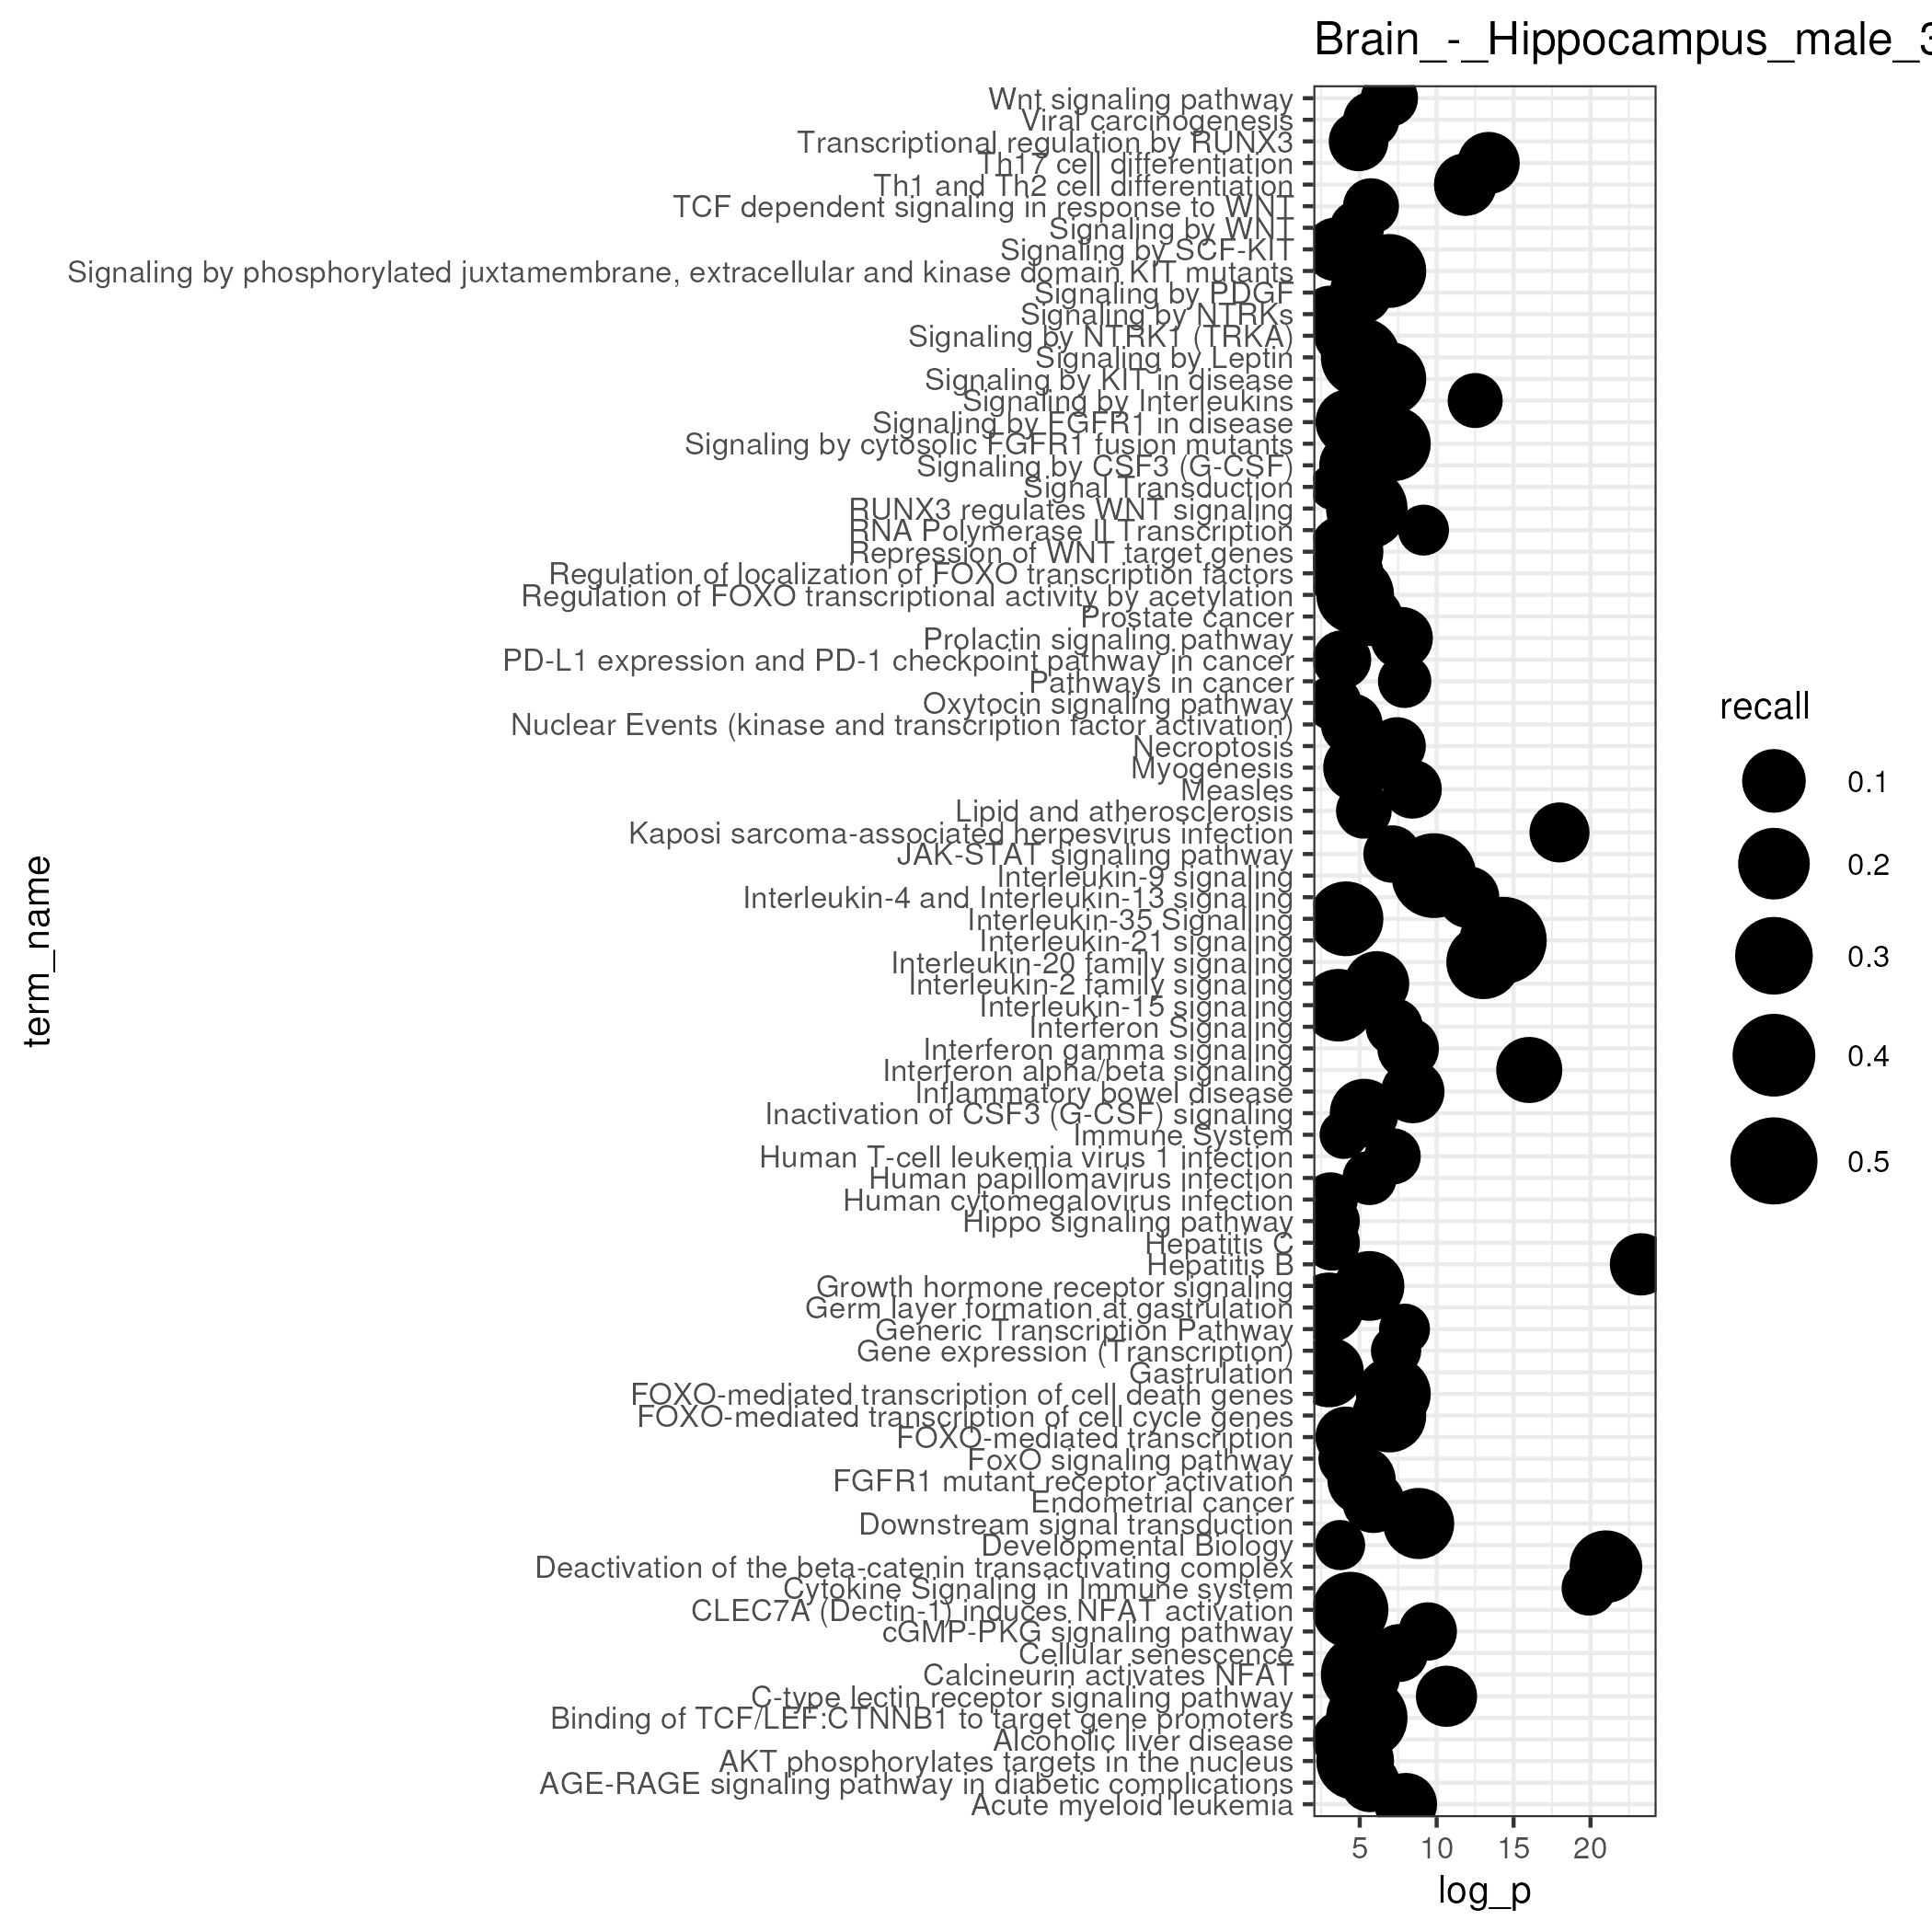 Brain_-_Hippocampus_male_3
Wnt signaling pathway
Viral carcinogenesis
Transcriptional regulation by RUNX3
Th17 cell differentiation
Th1 and Th2 cell differentiation
TCF dependent signaling in response to WNT
Signaling by WNT
Signaling by SCF-KIT
Signaling by phosphorylated juxtamembrane, extracellular and kinase domain KIT mutants
Signaling by PDGF
Signaling by NTRKs
Signaling by NTRK1 (TRKA)
Signaling by Leptin
Signaling by KIT in disease
Signaling by Interleukins
Signaling by FGFR1 in disease
Signaling by cytosolic FGFR1 fusion mutants
Signaling by CSF3 (G-CSF)
Signal Transduction
RUNX3 regulates WNT signaling
RNA Polymerase II Transcription
Repression of WNT target genes
Regulation of localization of FOXO transcription factors
Regulation of FOXO transcriptional activity by acetylation
Prostate cancer
Prolactin signaling pathway
PD-L1 expression and PD-1 checkpoint pathway in cancer
Pathways in cancer
Oxytocin signaling pathway
Nuclear Events (kinase and transcription factor activation)
Necroptosis
Myogenesis
Measles
Lipid and atherosclerosis
Kaposi sarcoma-associated herpesvirus infection
JAK-STAT signaling pathway
Interleukin-9 signaling
Interleukin-4 and Interleukin-13 signaling
Interleukin-35 Signalling
Interleukin-21 signaling
Interleukin-20 family signaling
Interleukin-2 family signaling
Interleukin-15 signaling
Interferon Signaling
Interferon gamma signaling
Interferon alpha/beta signaling
Inflammatory bowel disease
Inactivation of CSF3 (G-CSF) signaling
Immune System
Human T-cell leukemia virus 1 infection
Human papillomavirus infection
Human cytomegalovirus infection
Hippo signaling pathway
Hepatitis C
Hepatitis B
Growth hormone receptor signaling
Germ layer formation at gastrulation
Generic Transcription Pathway
Gene expression (Transcription)
Gastrulation
FOXO-mediated transcription of cell death genes
FOXO-mediated transcription of cell cycle genes
FOXO-mediated transcription
FoxO signaling pathway
FGFR1 mutant receptor activation
Endometrial cancer
Downstream signal transduction
Developmental Biology
Deactivation of the beta-catenin transactivating complex
Cytokine Signaling in Immune system
CLEC7A (Dectin-1) induces NFAT activation
cGMP-PKG signaling pathway
Cellular senescence
Calcineurin activates NFAT
C-type lectin receptor signaling pathway
Binding of TCF/LEF:CTNNB1 to target gene promoters
Alcoholic liver disease
AKT phosphorylates targets in the nucleus
AGE-RAGE signaling pathway in diabetic complications
Acute myeloid leukemia
term_name
5 10 15 20
log_p
recall
0.1
0.2
0.3
0.4
0.5